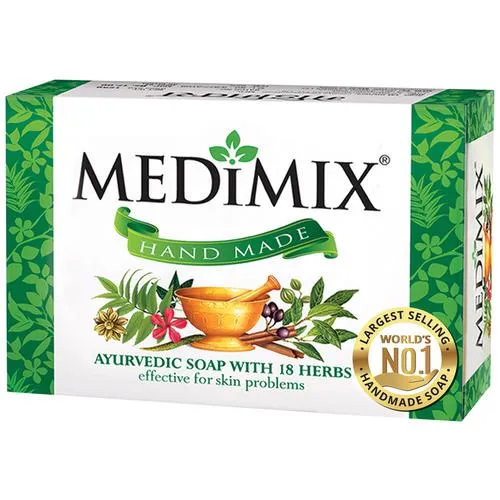 MEDiMIX®
HAND MADE
AYURVEDIC SOAP WITH 18 HERBS
effective for skin problems
LARGEST SELLING
WORLD'S
NO.1
HANDMADE SOAP